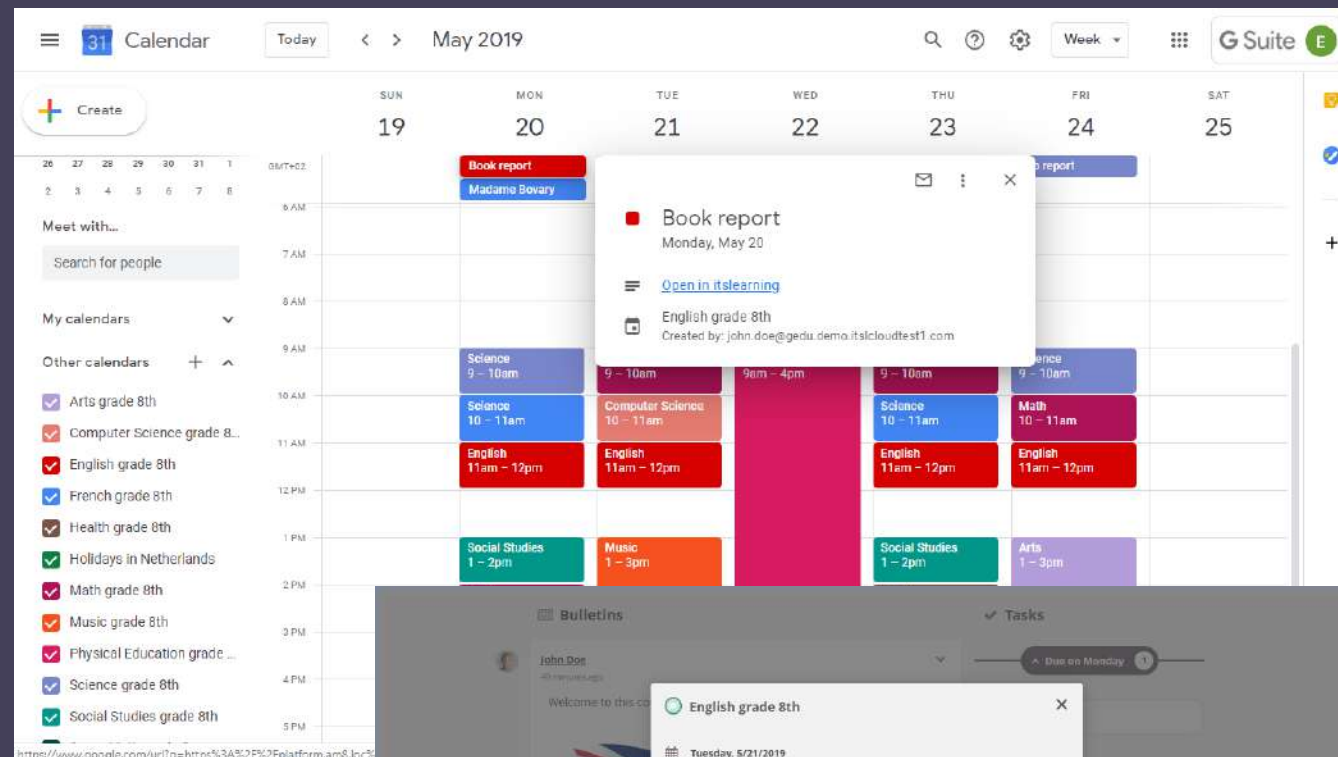 31 Calendar Today May 2019 Week G Suite E
Create
SUN MON TUE WED THU FRI SAT
19 20 21 22 23 24 25
26 27 28 29 30 31 1
2 3 4 5 6 7 8
GMT+02
Book report
Madame Bovary
report
Meet with...
Search for people
My calendars
Other calendars
Arts grade 8th
Computer Science grade 8...
English grade 8th
French grade 8th
Health grade 8th
Holidays in Netherlands
Math grade 8th
Music grade 8th
Physical Education grade ...
Science grade 8th
Social Studies grade 8th
6 AM
7 AM
8 AM
9 AM
10 AM
11 AM
12 PM
1 PM
2 PM
3 PM
4 PM
5 PM
Book report
Monday, May 20
Open in itslearning
English grade 8th
Created by: john.doe@gedu.demo.itslcloudtest1.com
Science
9 – 10am
9 – 10am
9am – 4pm
9 – 10am
9 – 10am
Science
10 – 11am
Computer Science
10 – 11am
Science
10 – 11am
Math
10 – 11am
English
11am – 12pm
English
11am – 12pm
English
11am – 12pm
English
11am – 12pm
Social Studies
1 – 2pm
Music
1 – 3pm
Social Studies
1 – 2pm
Arts
1 – 3pm
Bulletins
Tasks
John Doe
Due on Monday 1
Welcome to this co
English grade 8th
Tuesday, 5/21/2019